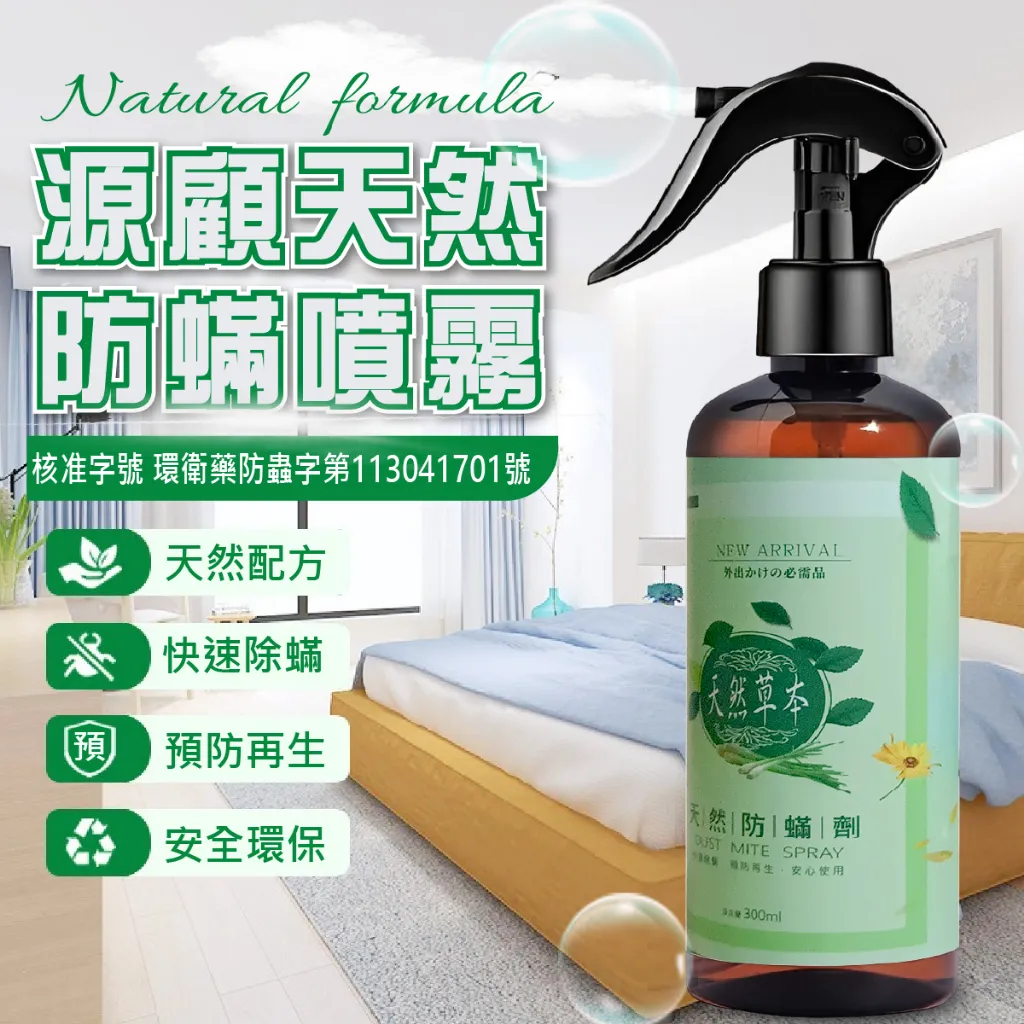 Natural formula
源顧天然
防蟎噴霧
核准字號 環衛藥防蟲字第113041701號
天然配方
快速除蟎
預
預防再生
安全環保
NEW ARRIVAL
外出かけの必需品
天然草本
天|然|防|蟎|劑
DUST MITE SPRAY
預防再生·安心使用
300ml